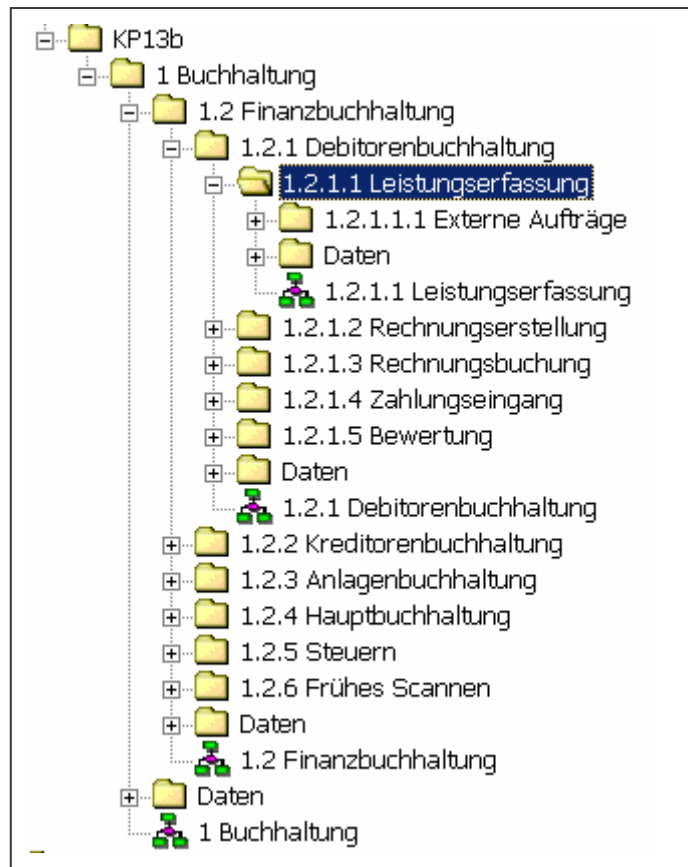 KP13b
1 Buchhaltung
1.2 Finanzbuchhaltung
1.2.1 Debitorenbuchhaltung
1.2.1.1 Leistungserfassung
1.2.1.1.1 Externe Aufträge
Daten
1.2.1.1 Leistungserfassung
1.2.1.2 Rechnungserstellung
1.2.1.3 Rechnungsbuchung
1.2.1.4 Zahlungseingang
1.2.1.5 Bewertung
Daten
1.2.1 Debitorenbuchhaltung
1.2.2 Kreditorenbuchhaltung
1.2.3 Anlagenbuchhaltung
1.2.4 Hauptbuchhaltung
1.2.5 Steuern
1.2.6 Frühes Scannen
Daten
1.2 Finanzbuchhaltung
Daten
1 Buchhaltung